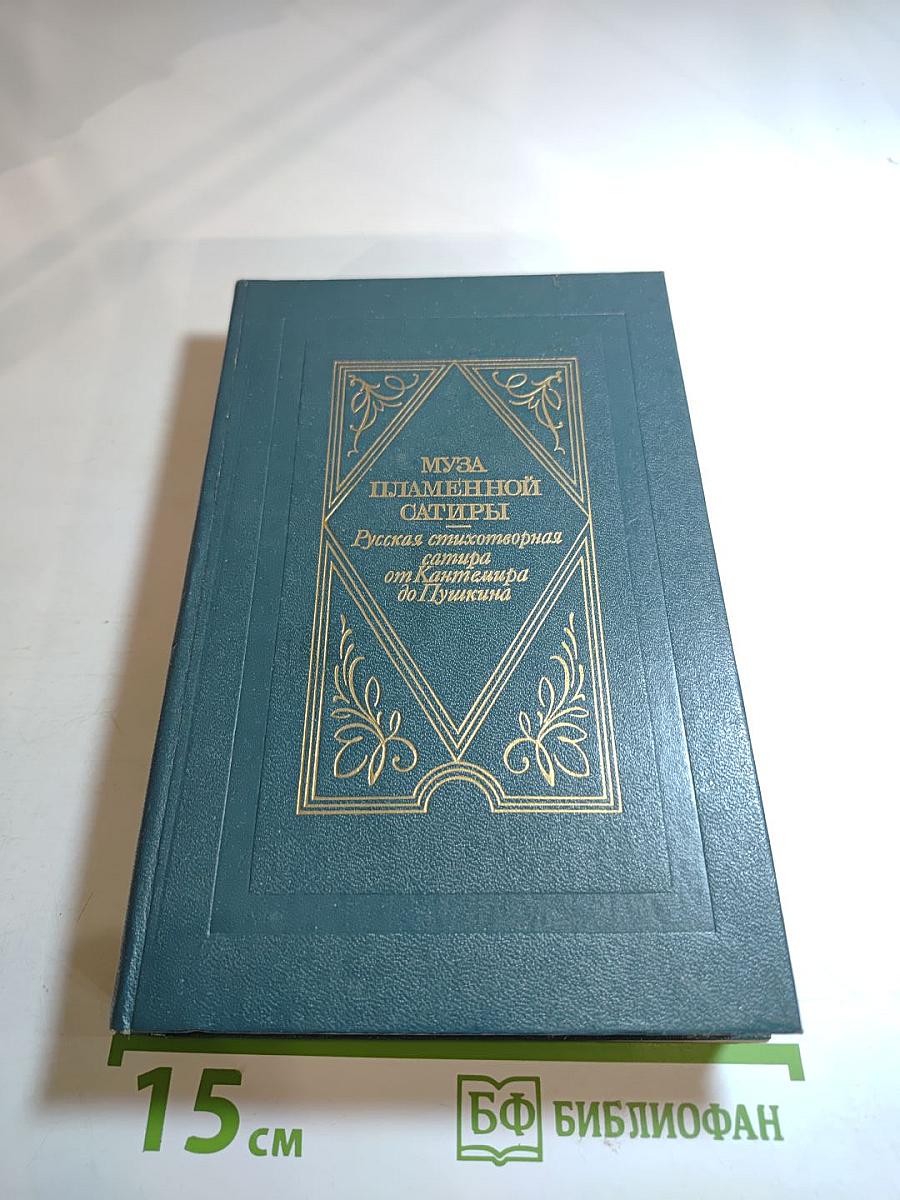 МУЗА
ПЛАМЕННОЙ
САТИРЫ
Русская стихотворная
сатира
от Кантемира
до Пушкина
15 см
БФ БИБЛИОФАН